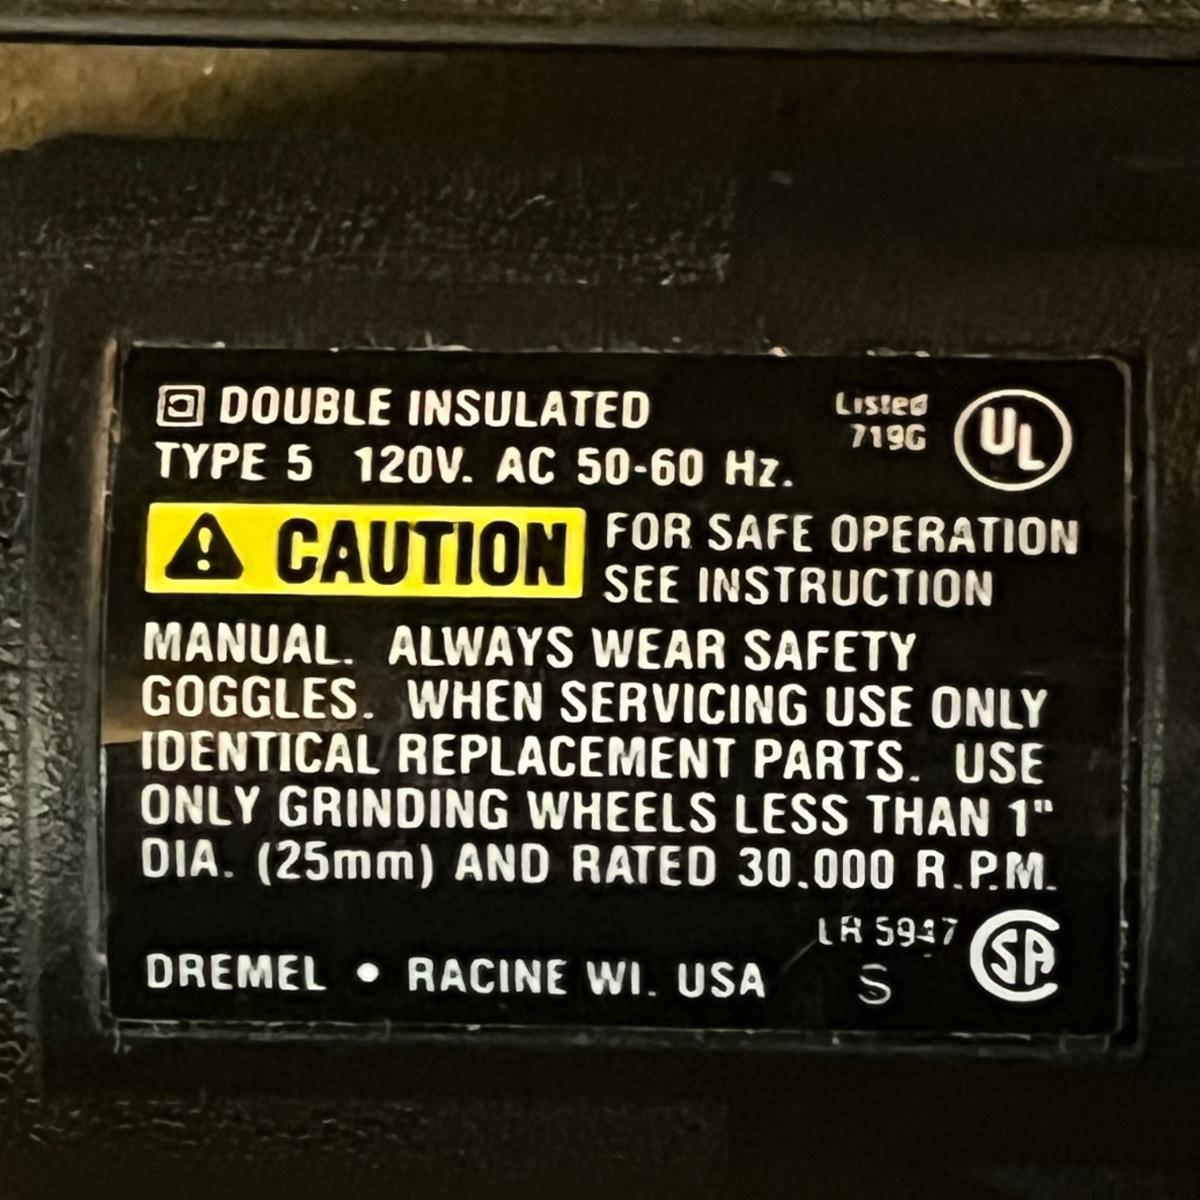 DOUBLE INSULATED
Listed
719G
UL
TYPE 5 120V. AC 50-60 Hz.
CAUTION FOR SAFE OPERATION
SEE INSTRUCTION
MANUAL. ALWAYS WEAR SAFETY
GOGGLES. WHEN SERVICING USE ONLY
IDENTICAL REPLACEMENT PARTS. USE
ONLY GRINDING WHEELS LESS THAN 1"
DIA. (25mm) AND RATED 30.000 R.P.M.
LR 5947
S
SA
DREMEL • RACINE WI. USA